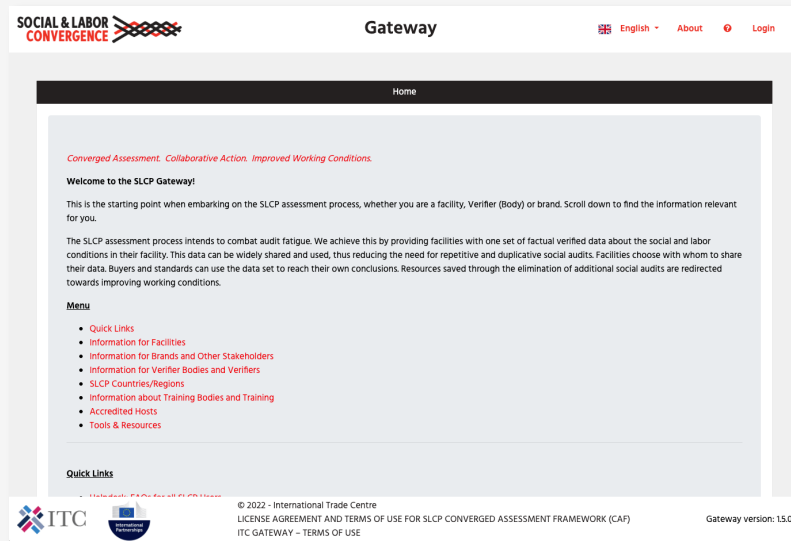 SOCIAL & LABOR
CONVERGENCE
Gateway
English
About
Login
Home
Converged Assessment. Collaborative Action. Improved Working Conditions.
Welcome to the SLCP Gateway!
This is the starting point when embarking on the SLCP assessment process, whether you are a facility, Verifier (Body) or brand. Scroll down to find the information relevant
for you.
The SLCP assessment process intends to combat audit fatigue. We achieve this by providing facilities with one set of factual verified data about the social and labor
conditions in their facility. This data can be widely shared and used, thus reducing the need for repetitive and duplicative social audits. Facilities choose with whom to share
their data. Buyers and standards can use the data set to reach their own conclusions. Resources saved through the elimination of additional social audits are redirected
towards improving working conditions.
Menu
Quick Links
Information for Facilities
Information for Brands and Other Stakeholders
Information for Verifier Bodies and Verifiers
SLCP Countries/Regions
Information about Training Bodies and Training
Accredited Hosts
Tools & Resources
Quick Links
Helpdesk: FAQs for all SLCP Users
ITC
International
Partnerships
© 2022 - International Trade Centre
LICENSE AGREEMENT AND TERMS OF USE FOR SLCP CONVERGED ASSESSMENT FRAMEWORK (CAF)
ITC GATEWAY – TERMS OF USE
Gateway version: 1.5.0